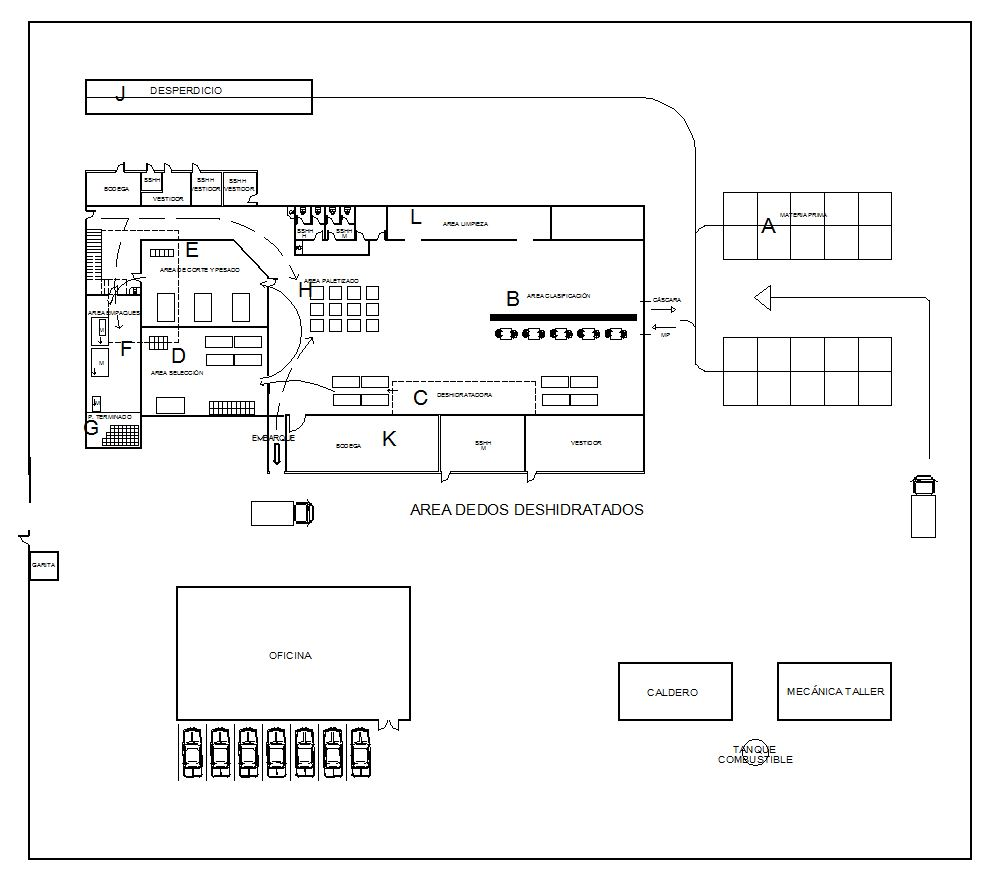 J DESPERDICIO
SSHH
SSHH
VESTIDOR
SSHH
VESTIDOR
BODEGA
VESTIDOR
L
AREA LIMPIEZA
SSHH
H
SSHH
M
A
MATERIA PRIMA
E
AREA DE CORTE Y PESADO
H
AREA PALETIZADO
B AREA CLASIFICACIÓN
CÁSCARA
MP
AREA EMPAQUES
M
M
M
F
D
AREA SELECCIÓN
C DESHIDRATADORA
P. TERMINADO
G
EMBARQUE
BODEGA
K
SSHH
M
VESTIDOR
AREA DEDOS DESHIDRATADOS
GARITA
OFICINA
CALDERO
MECÁNICA TALLER
TANQUE
COMBUSTIBLE